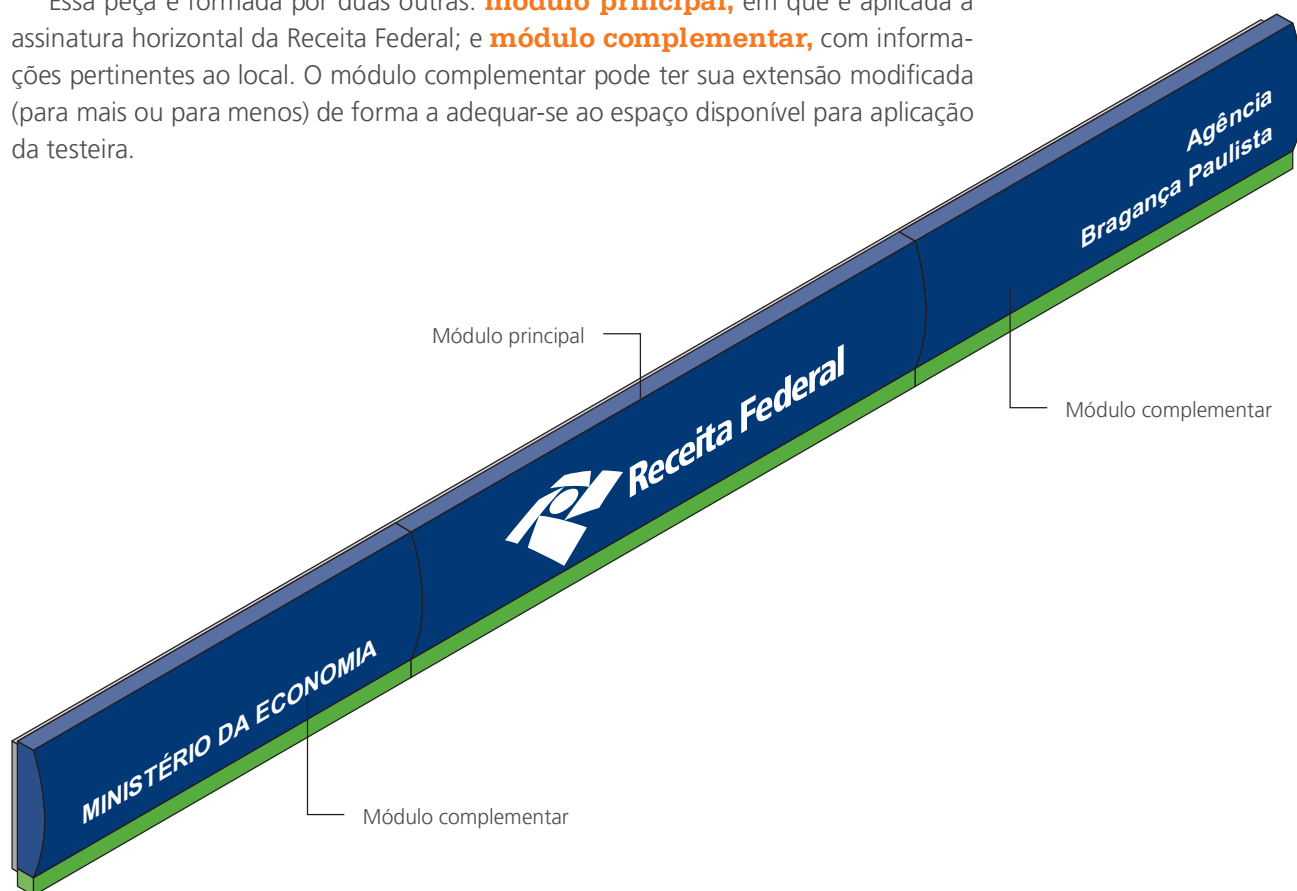 Essa peça é formada por duas outras: módulo principal, em que é aplicada a
assinatura horizontal da Receita Federal; e módulo complementar, com informa-
ções pertinentes ao local. O módulo complementar pode ter sua extensão modificada
(para mais ou para menos) de forma a adequar-se ao espaço disponível para aplicação
da testeira.
Agência
Bragança Paulista
Módulo principal
Receita Federal
Módulo complementar
MINISTÉRIO DA ECONOMIA
Módulo complementar